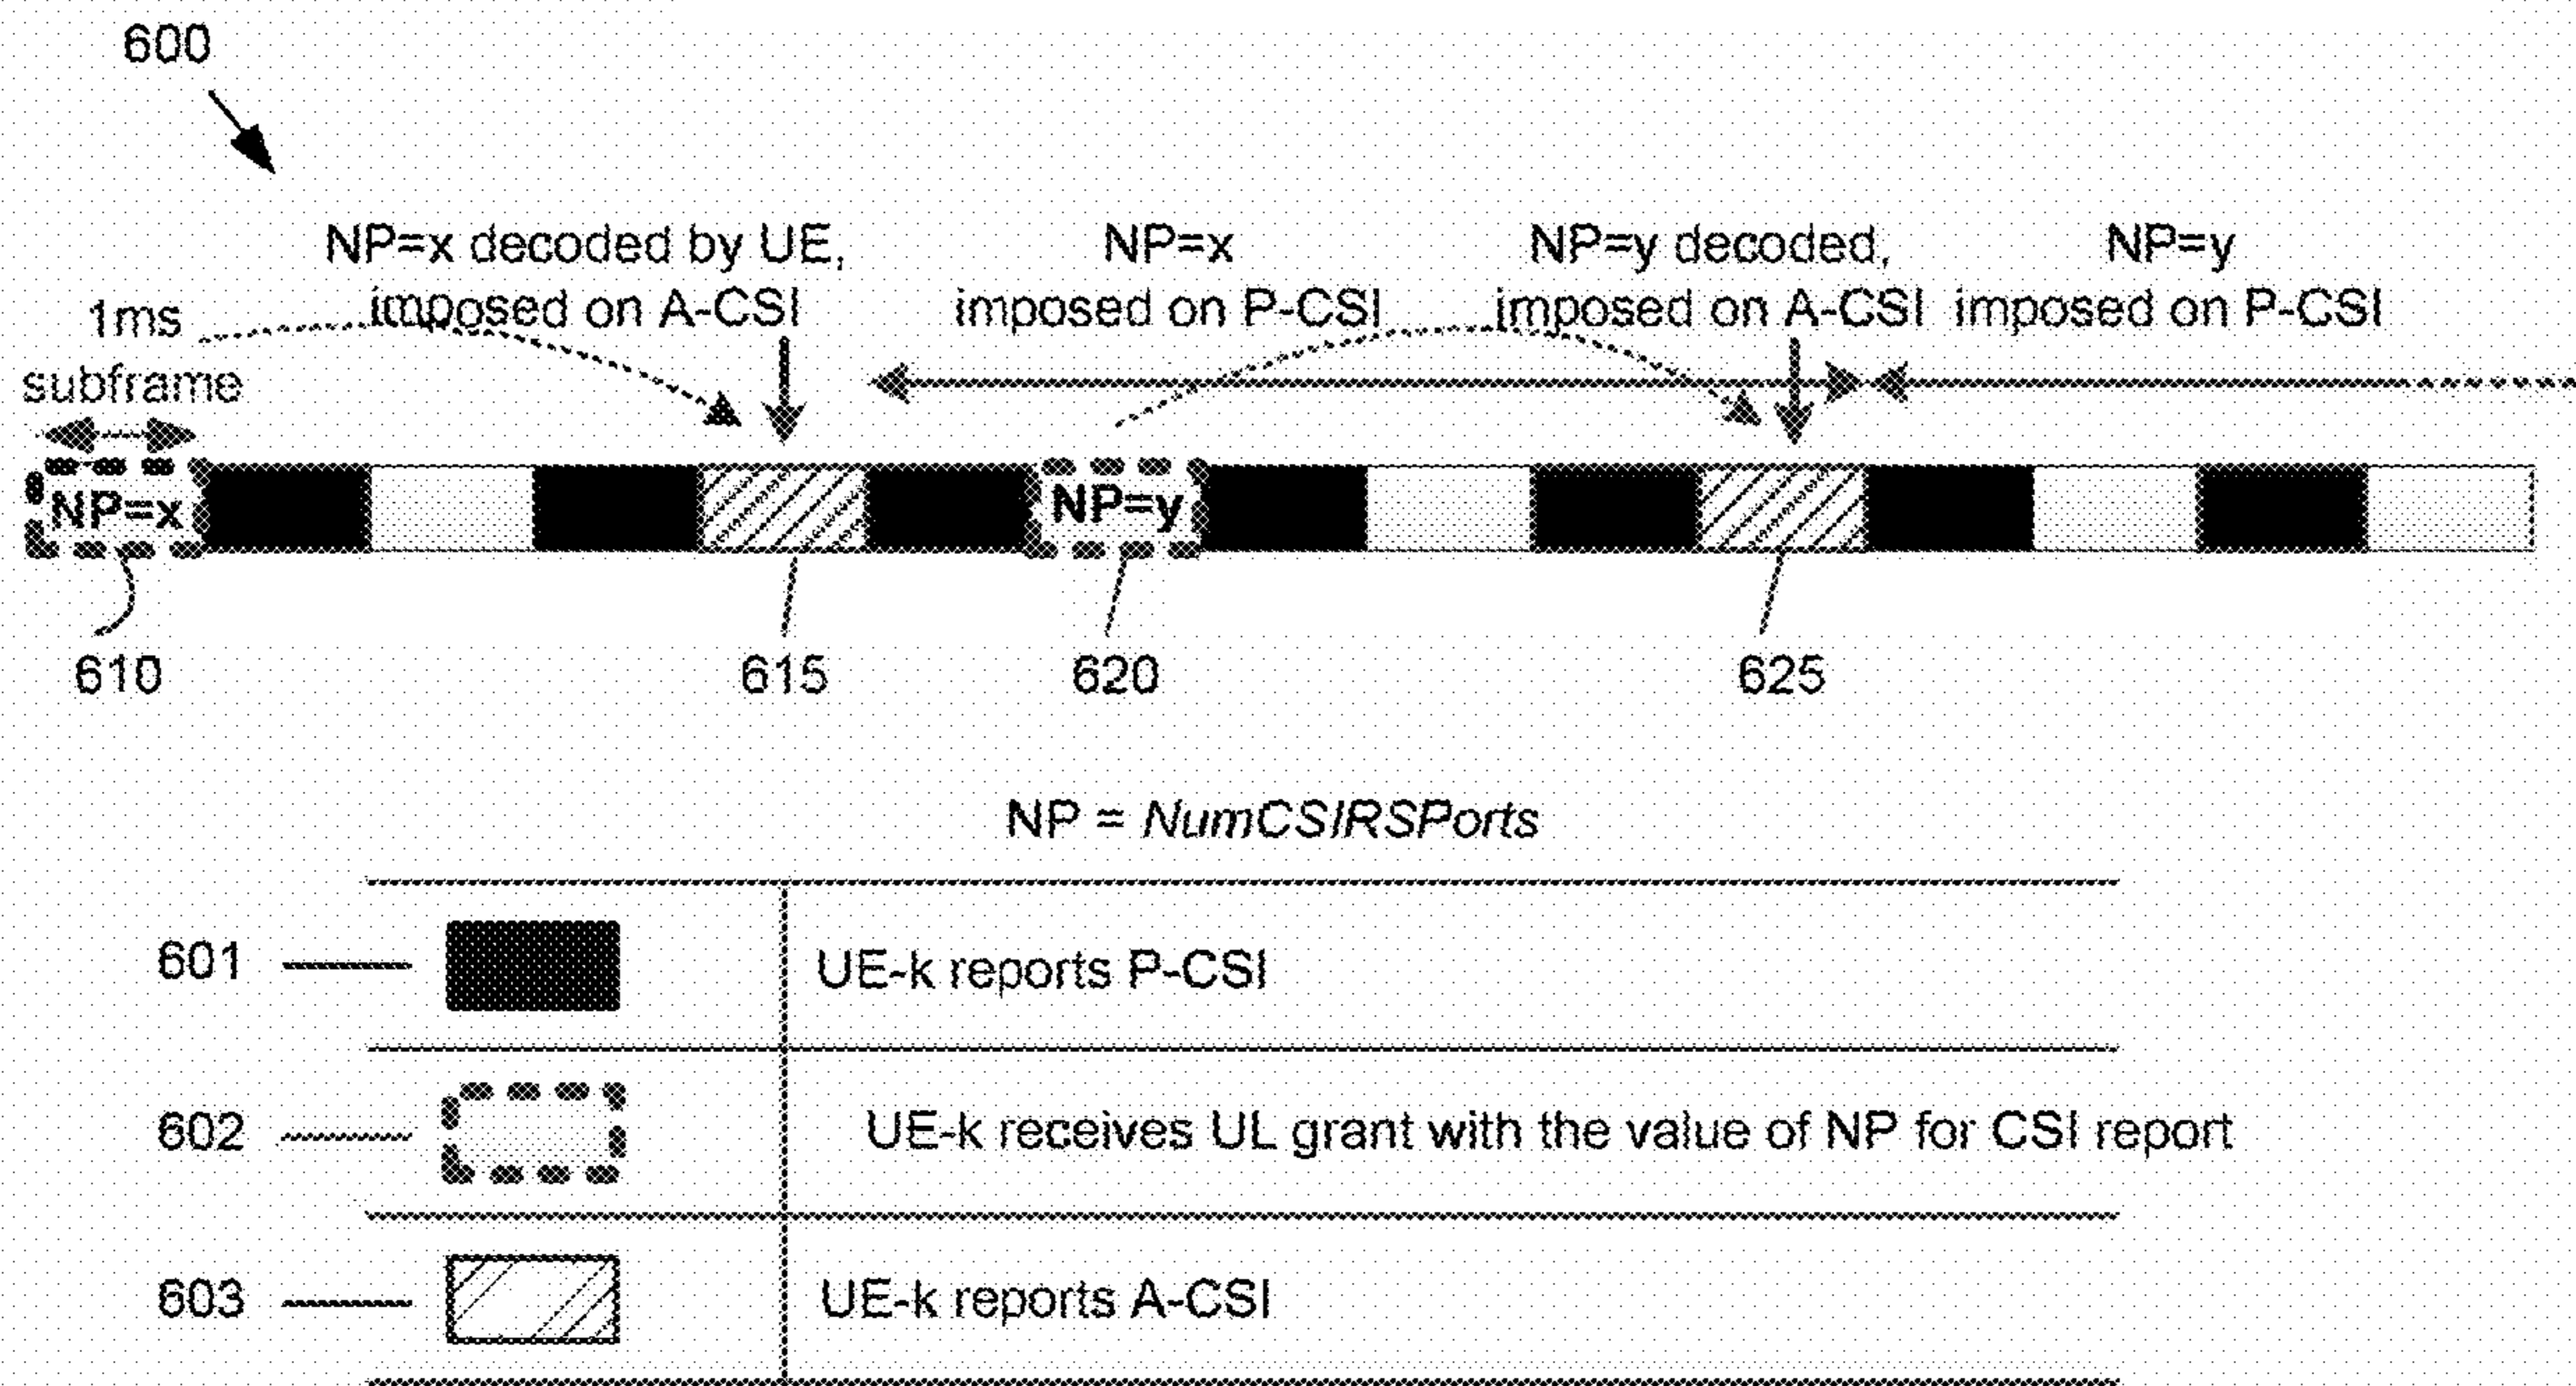 600
NP=x decoded by UE,
imposed on A-CSI
NP=x
imposed on P-CSI
NP=y decoded,
imposed on A-CSI
NP=y
imposed on P-CSI
1ms
subframe
NP=x
NP=y
610
615
620
625
NP = NumCSIRSPorts
601
UE-k reports P-CSI
602
UE-k receives UL grant with the value of NP for CSI report
603
UE-k reports A-CSI